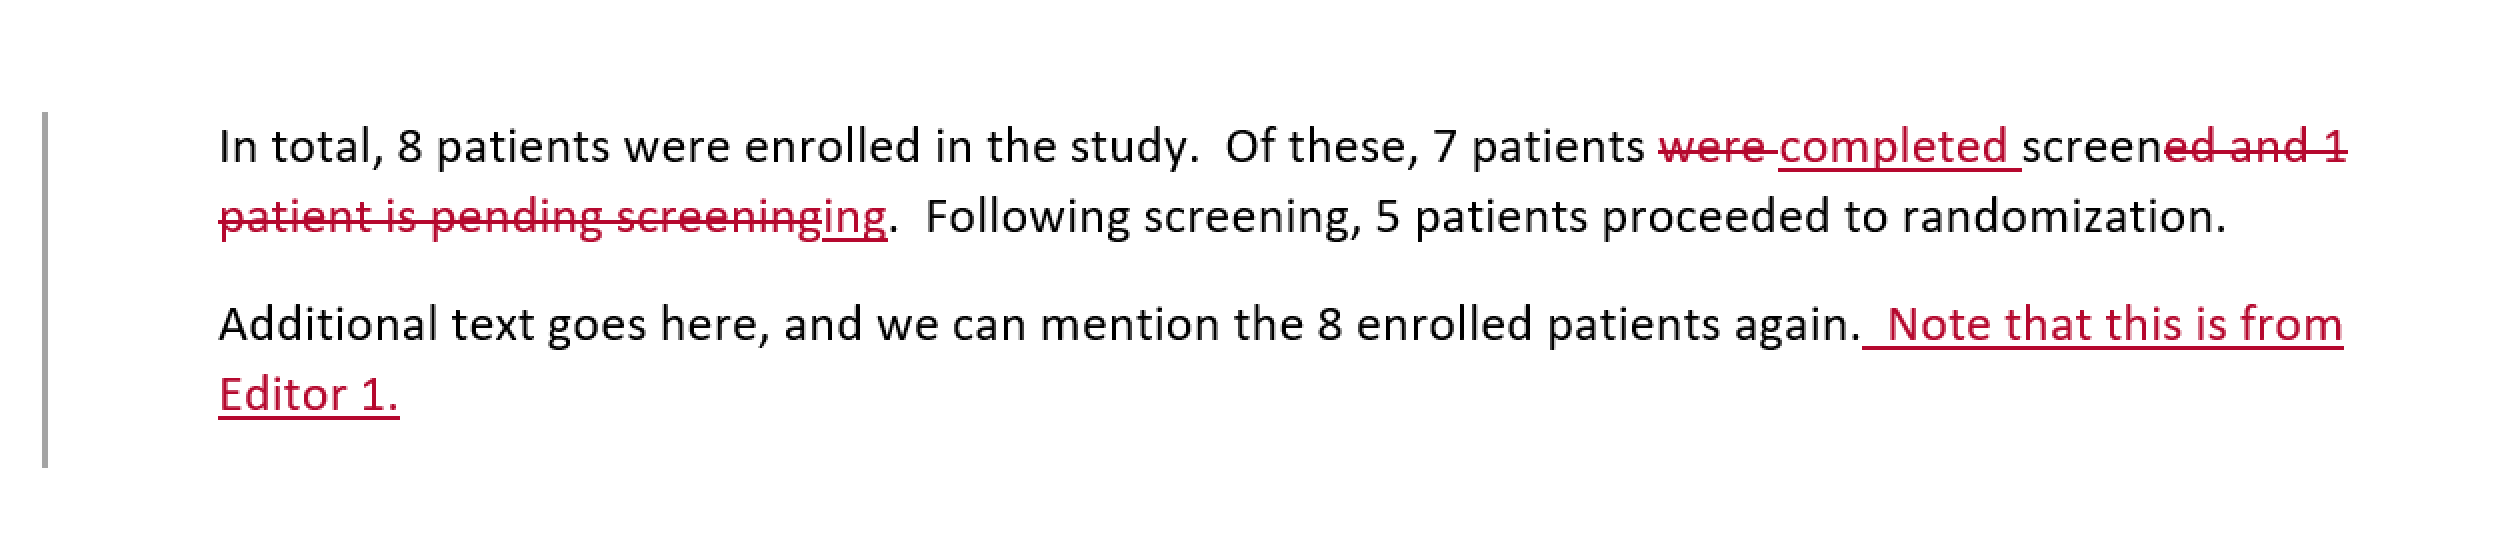 In total, 8 patients were enrolled in the study.  Of these, 7 patients were completed screened and 1
patient is pending screeninging.  Following screening, 5 patients proceeded to randomization.
Additional text goes here, and we can mention the 8 enrolled patients again.  Note that this is from
Editor 1.